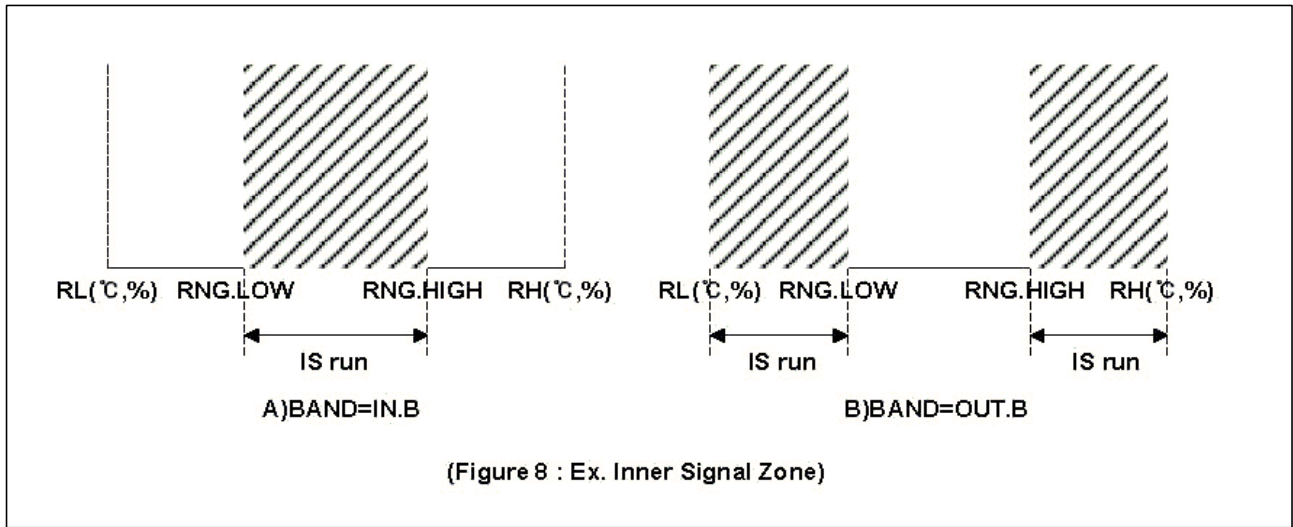 RL(℃,%) RNG.LOW RNG.HIGH RH(℃,%) RL(℃,%) RNG.LOW RNG.HIGH RH(℃,%)
IS run IS run IS run
A)BAND=IN.B B)BAND=OUT.B
(Figure 8 : Ex. Inner Signal Zone)